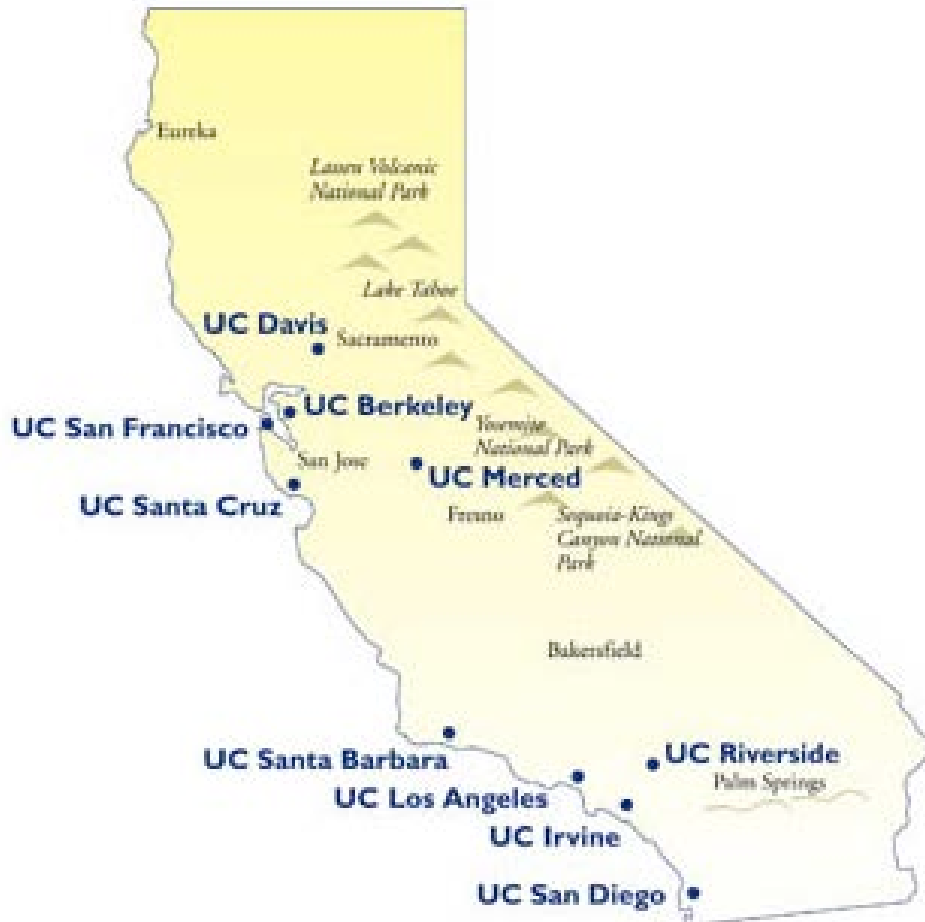 Eureka
Lassen Volcanic
National Park
Lake Tahoe
UC Davis
Sacramento
UC Berkeley
UC San Francisco
Yosemite
National Park
San Jose
UC Merced
UC Santa Cruz
Fresno
Sequoia-Kings
Canyon National
Park
Bakersfield
UC Santa Barbara
UC Riverside
Palm Springs
UC Los Angeles
UC Irvine
UC San Diego